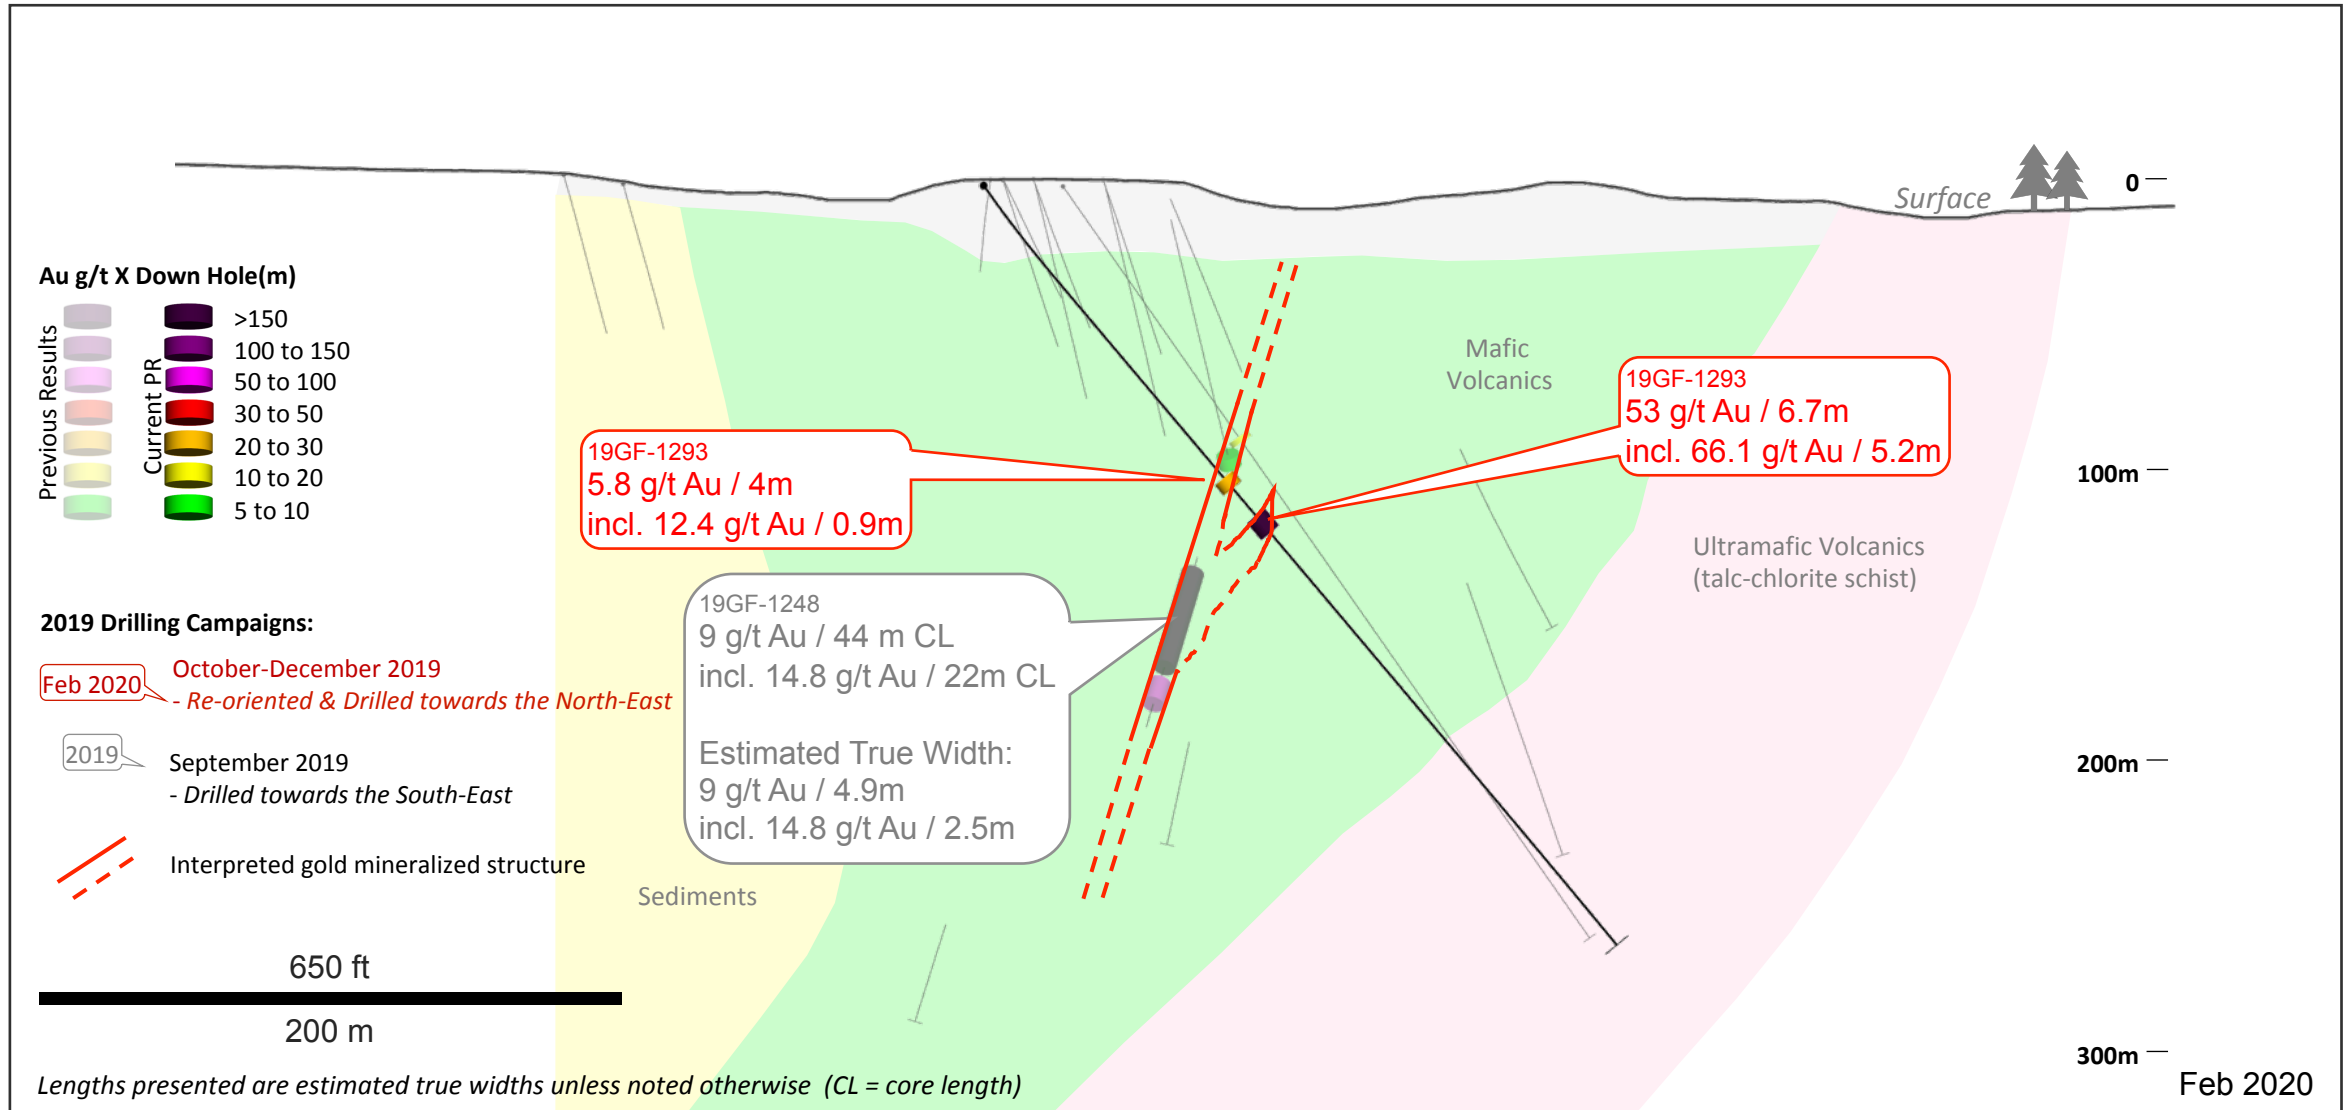 Surface
0
100m
200m
300m
Au g/t X Down Hole(m)
Previous Results
Current PR
>150
100 to 150
50 to 100
30 to 50
20 to 30
10 to 20
5 to 10
Mafic
Volcanics
19GF-1293
53 g/t Au / 6.7m
incl. 66.1 g/t Au / 5.2m
19GF-1293
5.8 g/t Au / 4m
incl. 12.4 g/t Au / 0.9m
Ultramafic Volcanics
(talc-chlorite schist)
19GF-1248
9 g/t Au / 44 m CL
incl. 14.8 g/t Au / 22m CL
Estimated True Width:
9 g/t Au / 4.9m
incl. 14.8 g/t Au / 2.5m
2019 Drilling Campaigns:
Feb 2020
October-December 2019
- Re-oriented & Drilled towards the North-East
2019
September 2019
- Drilled towards the South-East
Interpreted gold mineralized structure
Sediments
650 ft
200 m
Lengths presented are estimated true widths unless noted otherwise (CL = core length)
Feb 2020